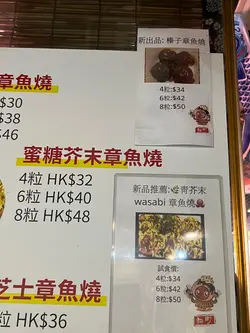 新出品: 榛子章魚燒
4粒:$34
6粒:$42
8粒:$50
章魚燒
$30
$38
$46
蜜糖芥末章魚燒
4粒 HK$32
6粒 HK$40
8粒 HK$48
新品推薦:青芥末
wasabi 章魚燒
試食價:
4粒:$34
6粒:$42
8粒:$50
芝士章魚燒
HK$36